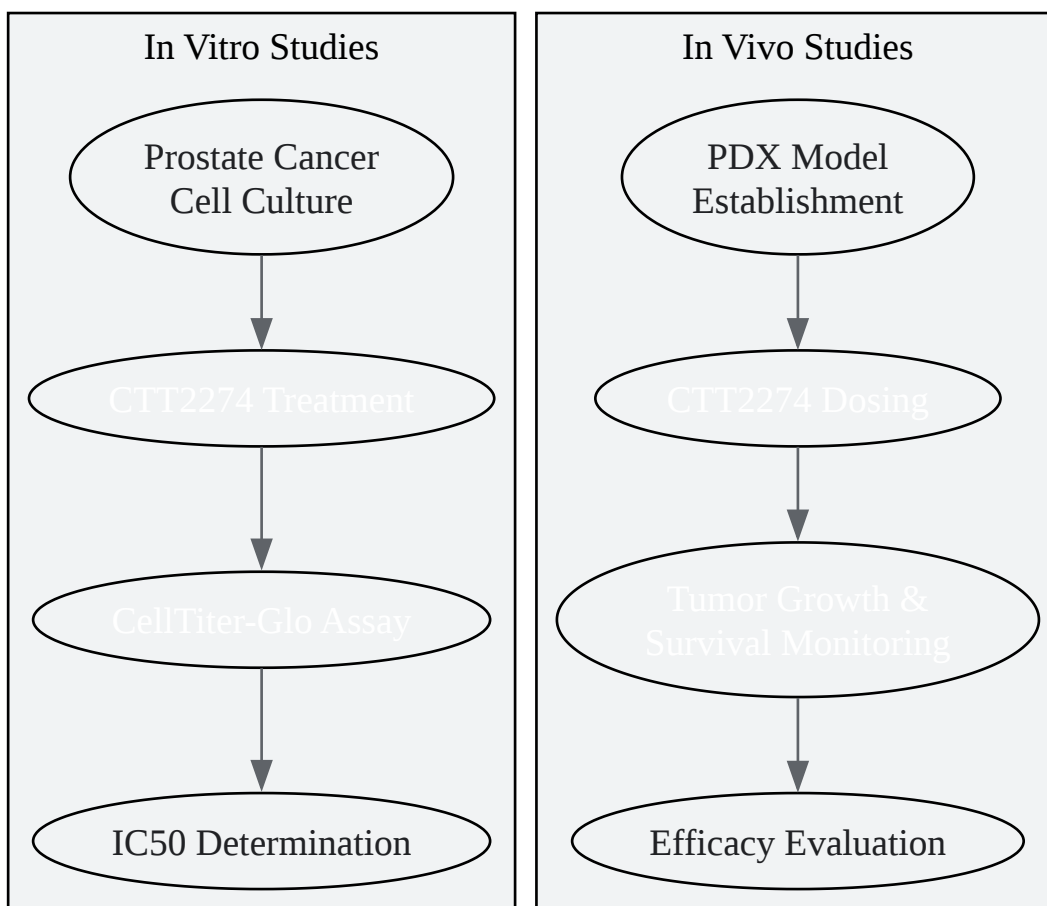 In Vitro Studies
Prostate Cancer
Cell Culture
CTT2274 Treatment
CellTiter-Glo Assay
IC50 Determination
In Vivo Studies
PDX Model
Establishment
CTT2274 Dosing
Tumor Growth &
Survival Monitoring
Efficacy Evaluation